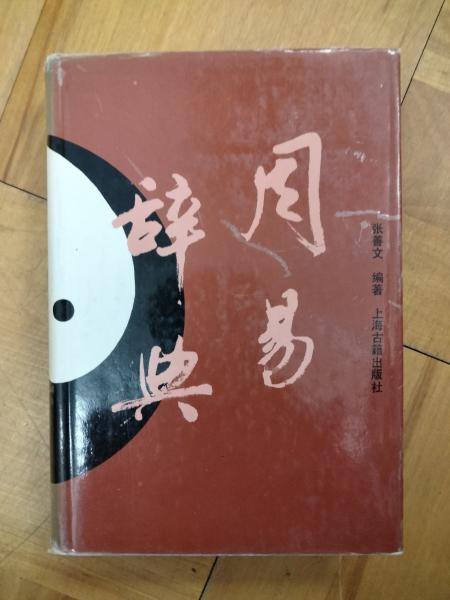 周易
辞典
张善文 编著 上海古籍出版社